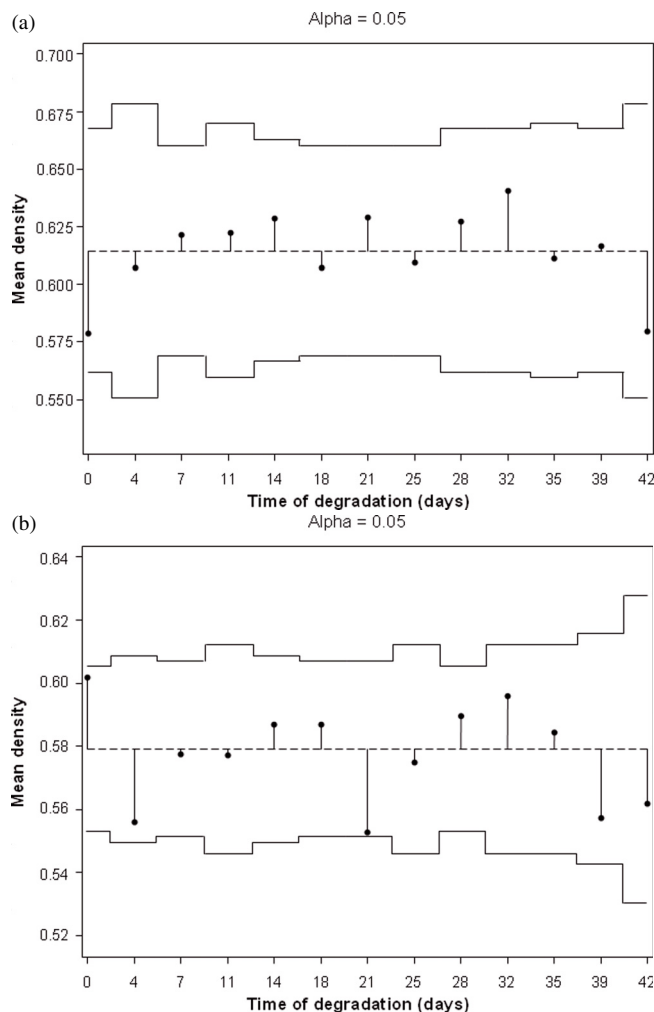 (a)
Alpha = 0.05
0.700
0.675
0.650
0.625
0.600
0.575
0.550
Mean density
0 4 7 11 14 18 21 25 28 32 35 39 42
Time of degradation (days)
(b)
Alpha = 0.05
0.64
0.62
0.60
0.58
0.56
0.54
0.52
Mean density
0 4 7 11 14 18 21 25 28 32 35 39 42
Time of degradation (days)